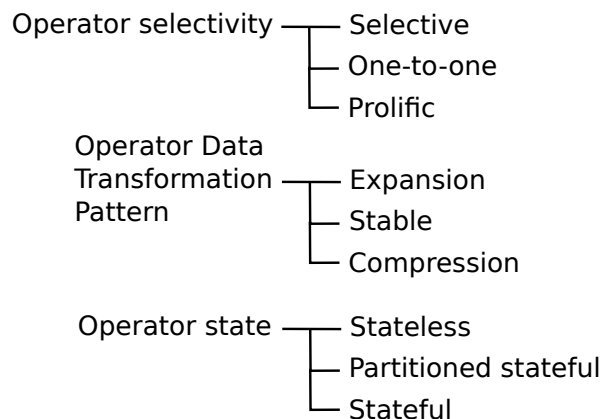 Operator selectivity
Selective
One-to-one
Prolific
Operator Data
Transformation
Pattern
Expansion
Stable
Compression
Operator state
Stateless
Partitioned stateful
Stateful